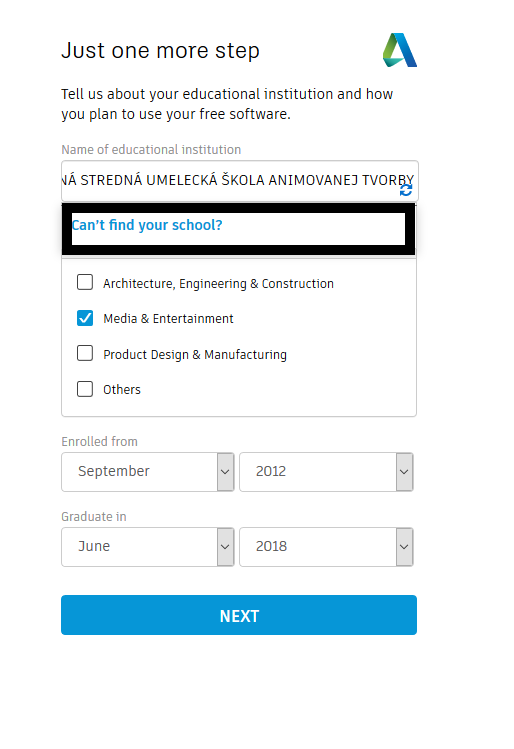 Just one more step
Tell us about your educational institution and how
you plan to use your free software.
Name of educational institution
NÁ STREDNÁ UMELECKÁ ŠKOLA ANIMOVANEJ TVORBY
Can't find your school?
Architecture, Engineering & Construction
Media & Entertainment
Product Design & Manufacturing
Others
Enrolled from
September 2012
Graduate in
June 2018
NEXT